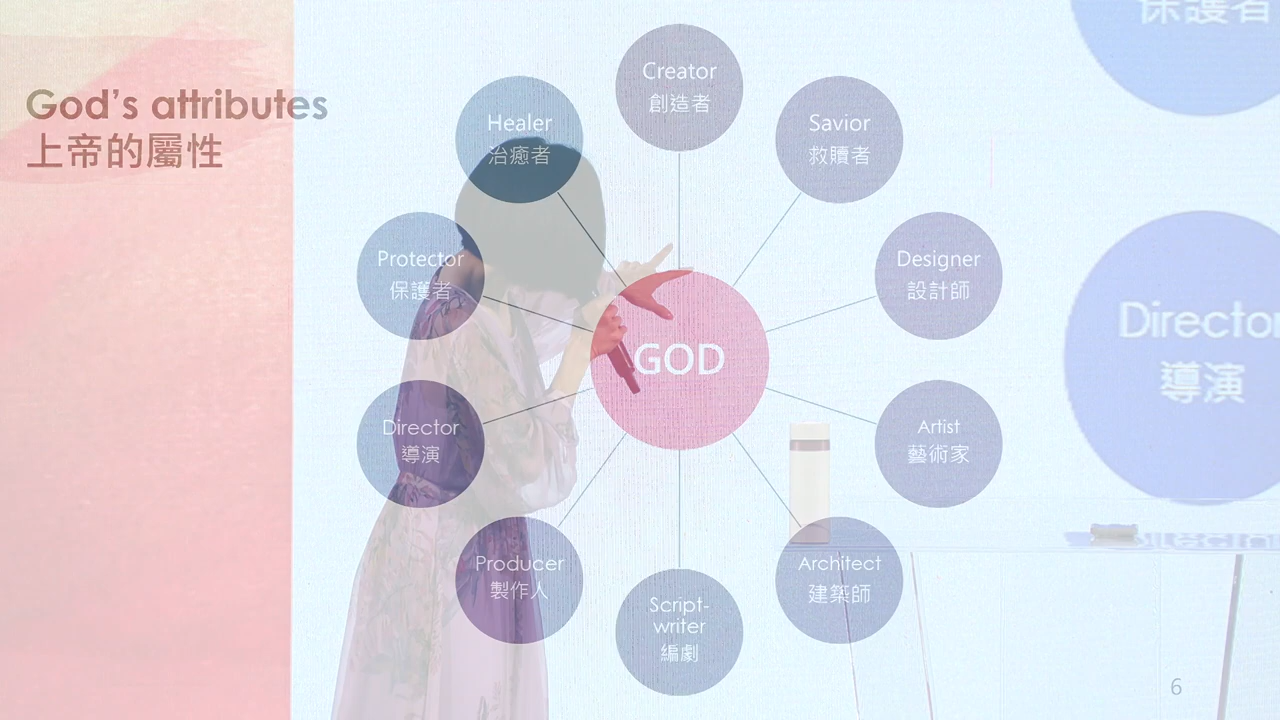 God's attributes
上帝的屬性
Creator
創造者
Savior
救贖者
Designer
設計師
Artist
藝術家
Architect
建築師
Script-
writer
編劇
Producer
製作人
Director
導演
Protector
保護者
Healer
治癒者
GOD
保護者
Director
導演
6